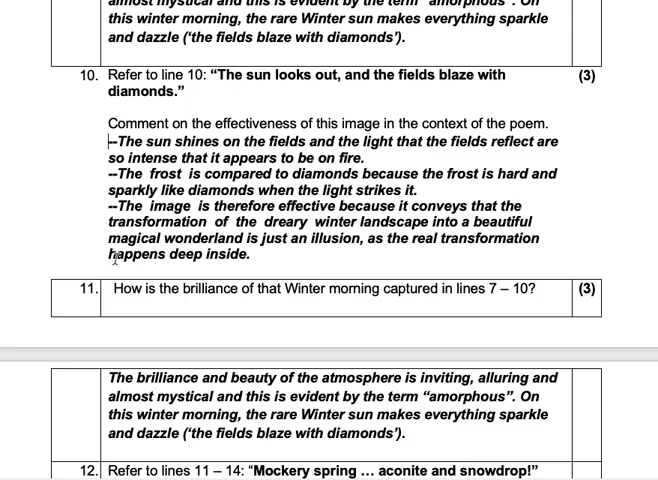 almost mystical and this is evident by the term “amorphous”. On
this winter morning, the rare Winter sun makes everything sparkle
and dazzle (‘the fields blaze with diamonds’).
10. Refer to line 10: “The sun looks out, and the fields blaze with (3)
diamonds.”
Comment on the effectiveness of this image in the context of the poem.
--The sun shines on the fields and the light that the fields reflect are
so intense that it appears to be on fire.
--The frost is compared to diamonds because the frost is hard and
sparkly like diamonds when the light strikes it.
--The image is therefore effective because it conveys that the
transformation of the dreary winter landscape into a beautiful
magical wonderland is just an illusion, as the real transformation
happens deep inside.
11. How is the brilliance of that Winter morning captured in lines 7 – 10? (3)
The brilliance and beauty of the atmosphere is inviting, alluring and
almost mystical and this is evident by the term “amorphous”. On
this winter morning, the rare Winter sun makes everything sparkle
and dazzle (‘the fields blaze with diamonds’).
12. Refer to lines 11 – 14: “Mockery spring … aconite and snowdrop!”